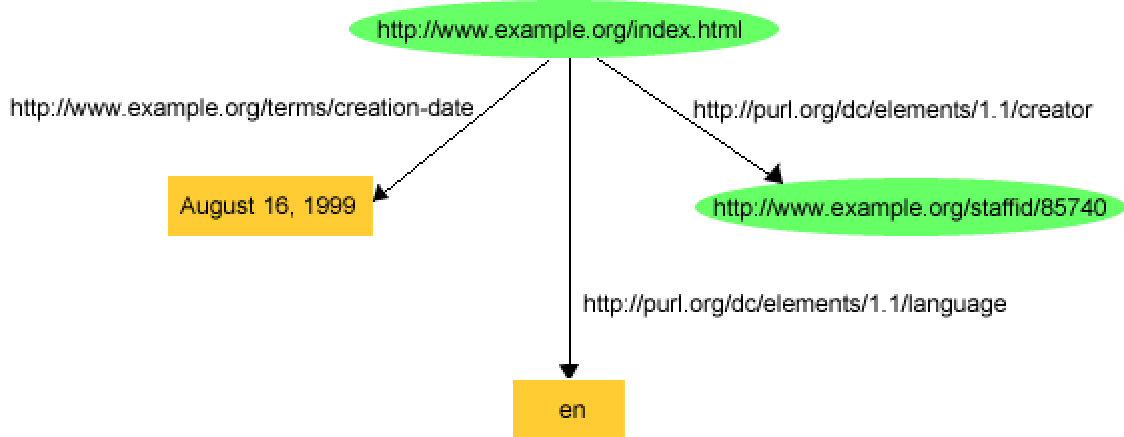 http://www.example.org/index.html
http://www.example.org/terms/creation-date
http://purl.org/dc/elements/1.1/creator
August 16, 1999
http://www.example.org/staffid/85740
http://purl.org/dc/elements/1.1/language
en